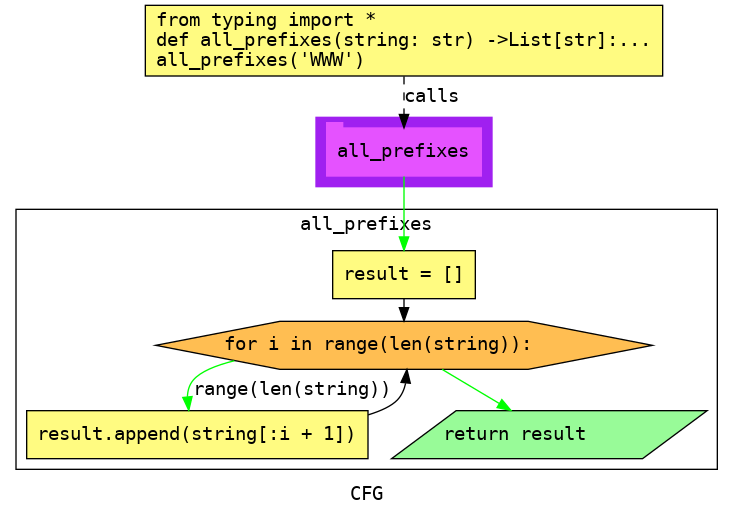 from typing import *
def all_prefixes(string: str) ->List[str]:...
all_prefixes('WWW')
calls
all_prefixes
all_prefixes
result = []
for i in range(len(string)):
range(len(string))
result.append(string[:i + 1])
return result
CFG